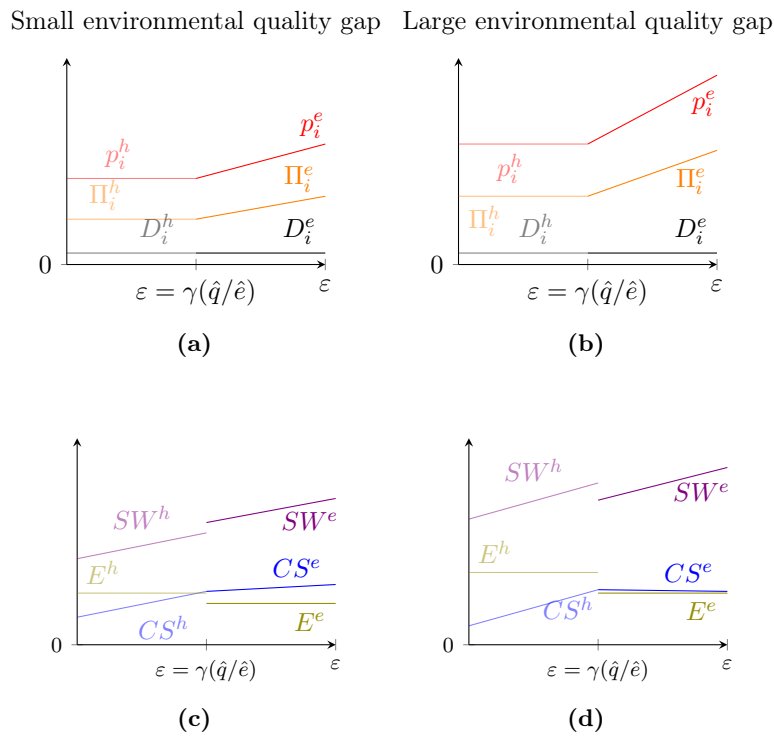 Small environmental quality gap Large environmental quality gap
p_i^e
p_i^h
Π_i^h
Π_i^e
D_i^h
D_i^e
0
ε = γ(q̂/ê)
ε
(a)
p_i^e
p_i^h
Π_i^e
Π_i^h
D_i^h
D_i^e
0
ε = γ(q̂/ê)
ε
(b)
SW^h
SW^e
E^h
CS^e
CS^h
E^e
0
ε = γ(q̂/ê)
ε
(c)
SW^h
SW^e
E^h
CS^e
CS^h
E^e
0
ε = γ(q̂/ê)
ε
(d)